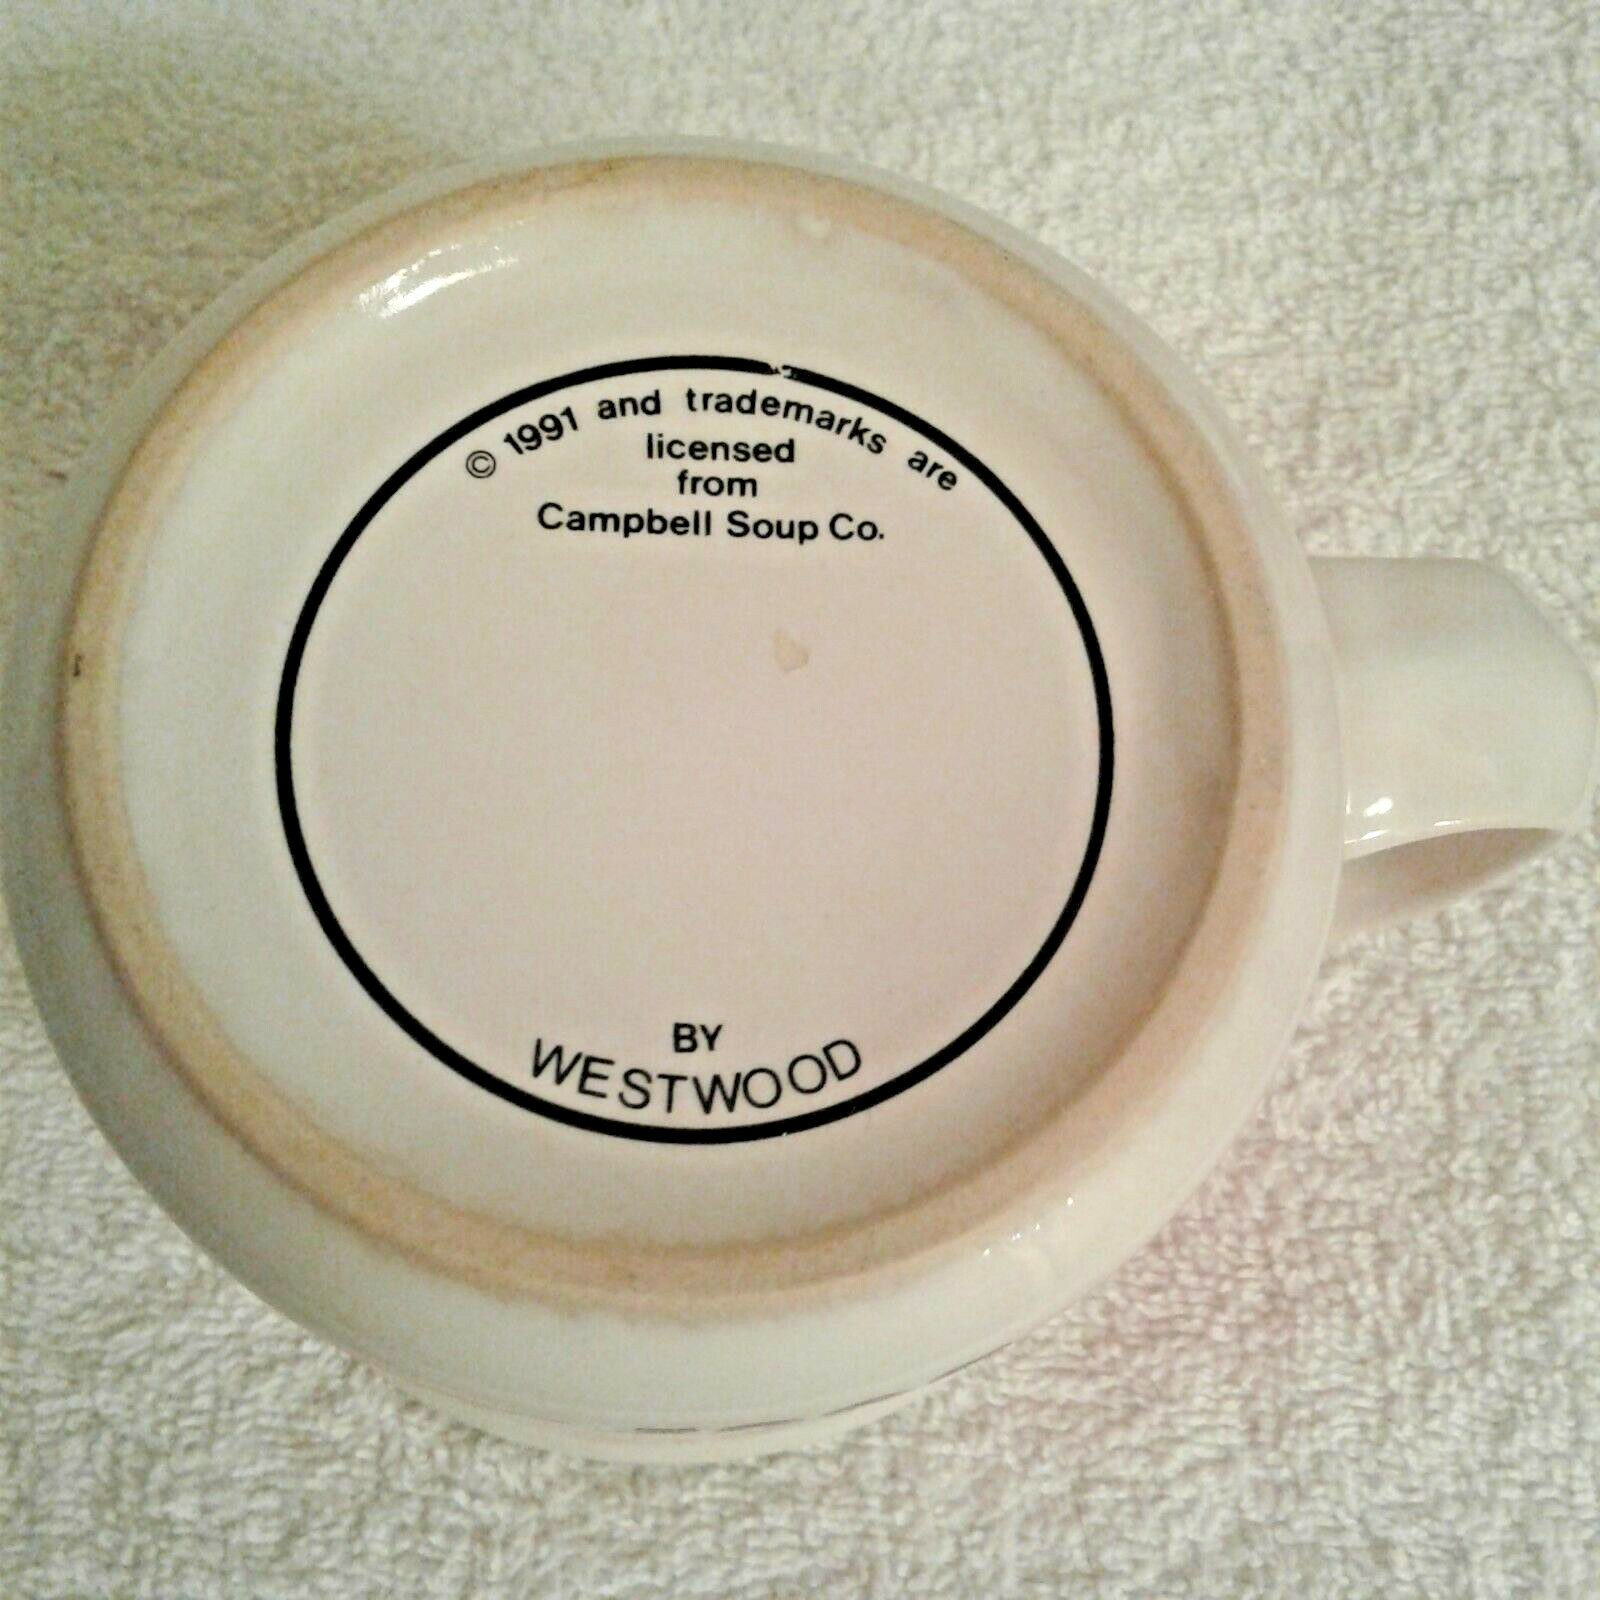 © 1991 and trademarks are
licensed
from
Campbell Soup Co.
BY
WESTWOOD